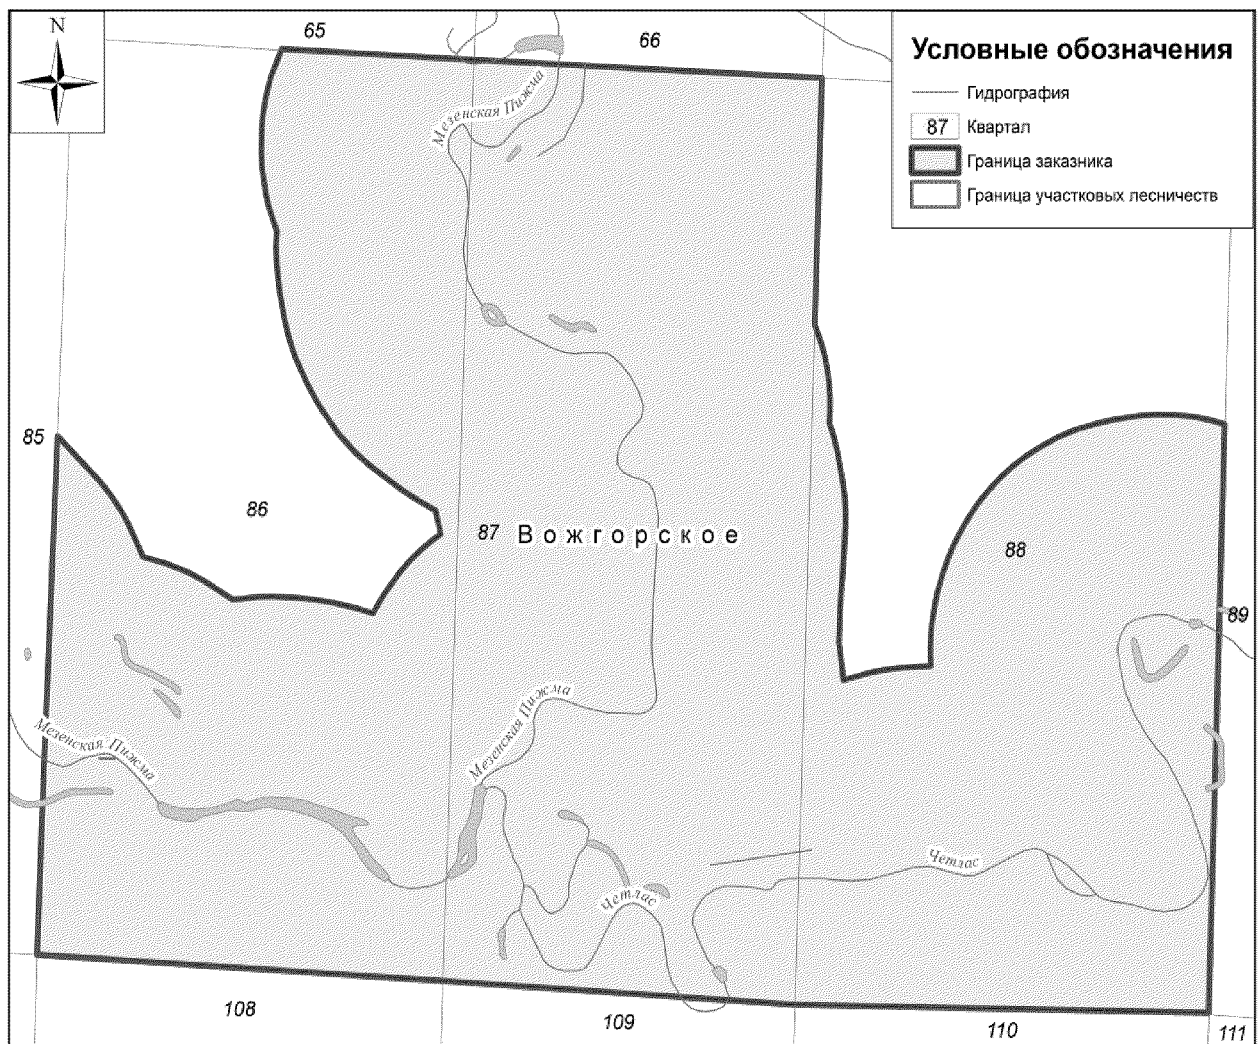 N
65
66
Условные обозначения
Гидрография
87 Квартал
Граница заказника
Граница участковых лесничеств
Мезенская Пижма
85
86
87 Вожгорское
88
89
Мезенская Пижма
Мезенская Пижма
Четлас
Четлас
108
109
110
111